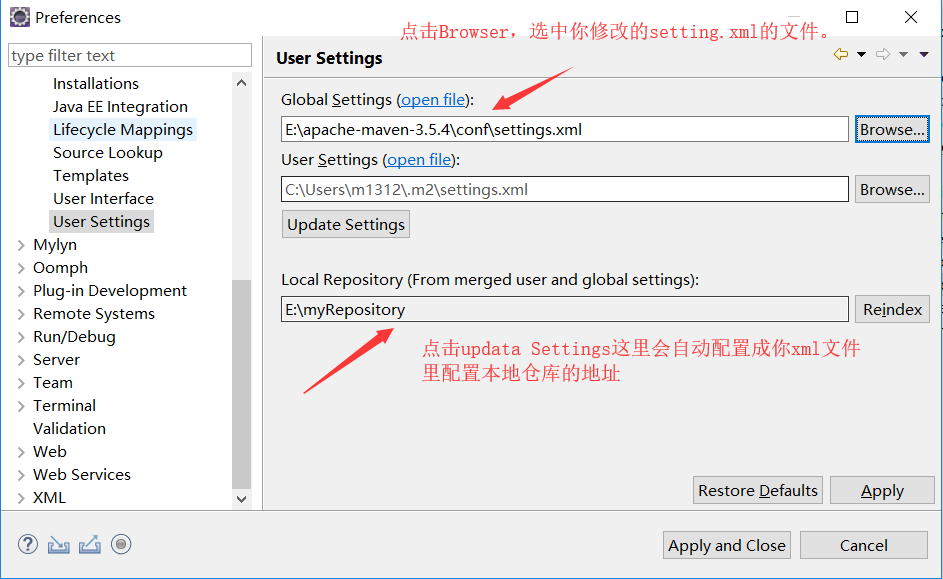 Preferences
点击Browser，选中你修改的setting.xml的文件。
type filter text
User Settings
Installations
Java EE Integration
Lifecycle Mappings
Source Lookup
Templates
User Interface
User Settings
Mylyn
Oomph
Plug-in Development
Remote Systems
Run/Debug
Server
Team
Terminal
Validation
Web
Web Services
XML
Global Settings (open file):
E:\apache-maven-3.5.4\conf\settings.xml
Browse...
User Settings (open file):
C:\Users\m1312\.m2\settings.xml
Browse...
Update Settings
Local Repository (From merged user and global settings):
E:\myRepository
Reindex
点击updata Settings这里会自动配置成你xml文件
里配置本地仓库的地址
Restore Defaults
Apply
Apply and Close
Cancel